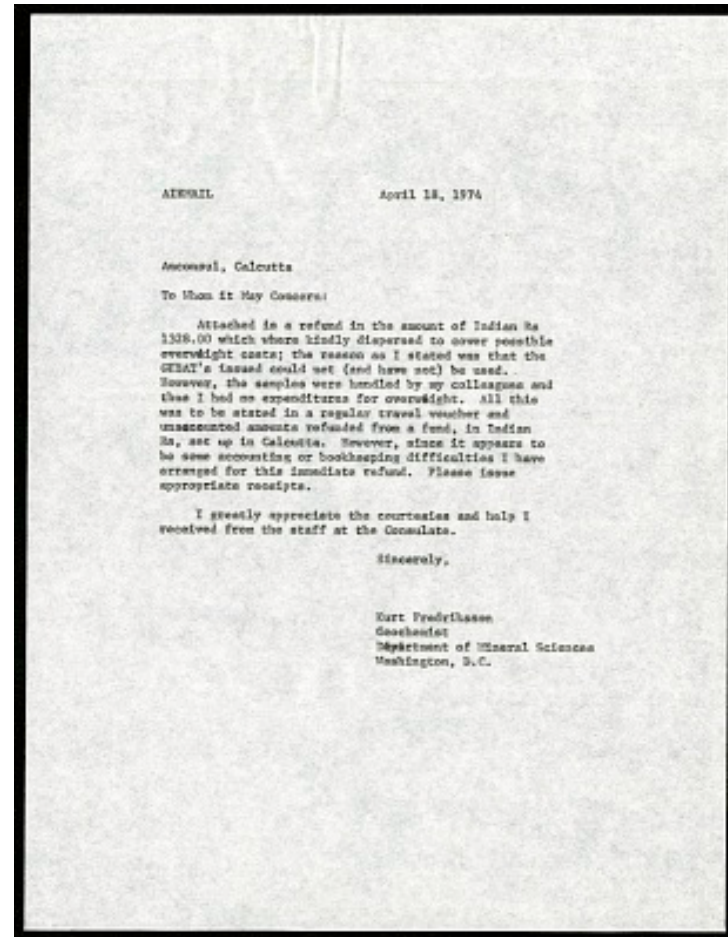 AIRMAIL April 18, 1974
Amconsul, Calcutta
To Whom it May Concern:
Attached is a refund in the amount of Indian Rs
1328.00 which where kindly dispersed to cover possible
overweight costs; the reason as I stated was that the
issued could not (and have not) be used.
However, the samples were handled by my colleagues and
thus I had no expenditures for overweight. All this
was to be stated in a regular travel voucher and
unaccounted amounts refunded from a fund, in Indian
Rs, set up in Calcutta. However, since it appears to
be some accounting or bookkeeping difficulties I have
arranged for this immediate refund. Please issue
appropriate receipts.
I greatly appreciate the courtesies and help I
received from the staff at the Consulate.
Sincerely,
Kurt Fredriksson
Geochemist
Department of Mineral Sciences
Washington, D.C.